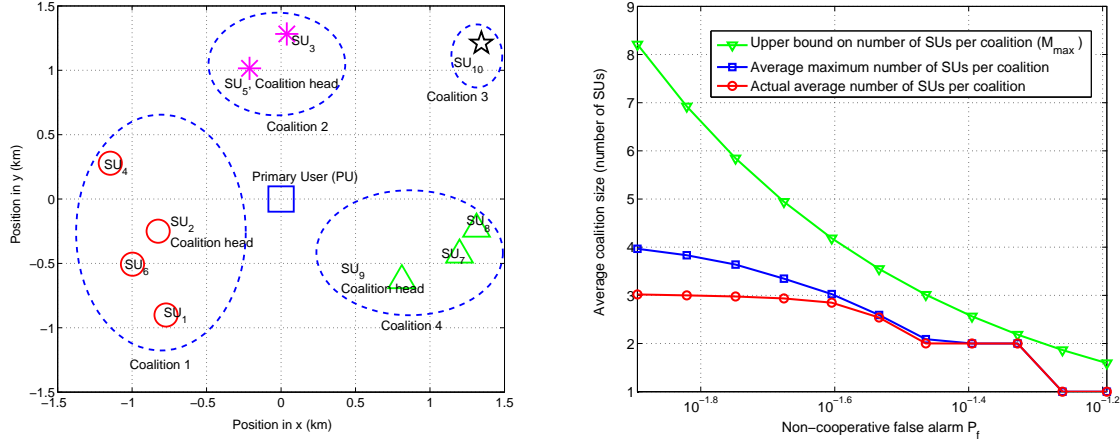 1.5
1
0.5
0
−0.5
−1
−1.5
−1.5
−1
−0.5
0
0.5
1
1.5
Position in x (km)
Position in y (km)
SU3
SU5, Coalition head
Coalition 2
SU10
Coalition 3
SU4
SU2
Coalition head
SU6
SU1
Coalition 1
Primary User (PU)
SU8
SU7
SU9
Coalition head
Coalition 4
9
8
7
6
5
4
3
2
1
10^−1.8
10^−1.6
10^−1.4
10^−1.2
Non−cooperative false alarm Pf
Average coalition size (number of SUs)
Upper bound on number of SUs per coalition (Mmax)
Average maximum number of SUs per coalition
Actual average number of SUs per coalition